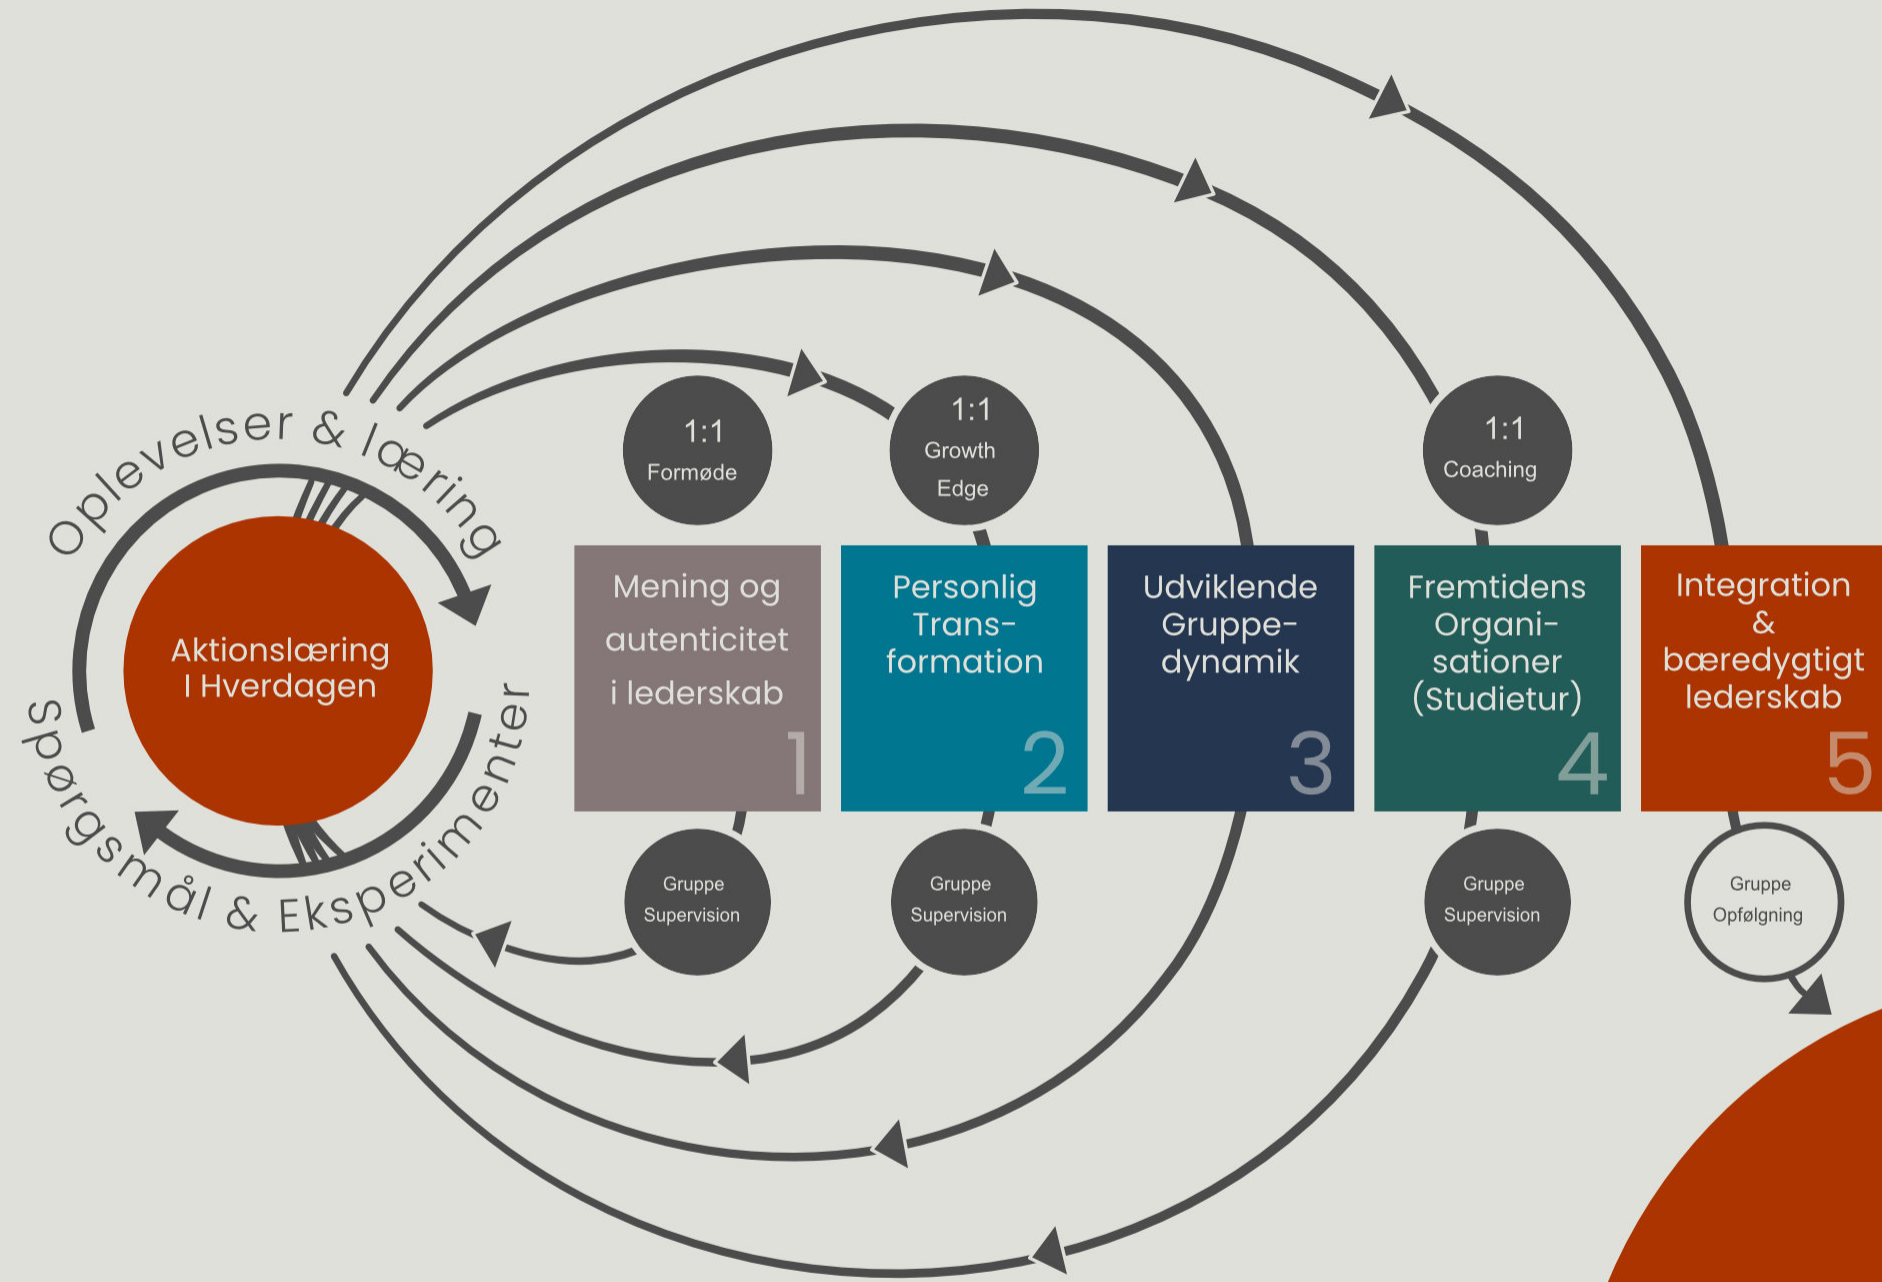 Oplevelser & læring
Aktionslæring
I Hverdagen
Spørgsmål & Eksperimenter
1:1
Formøde
1:1
Growth
Edge
1:1
Coaching
Mening og
autenticitet
i lederskab
1
Personlig
Trans-
formation
2
Udviklende
Gruppe-
dynamik
3
Fremtidens
Organi-
sationer
(Studietur)
4
Integration
&
bæredygtigt
lederskab
5
Gruppe
Supervision
Gruppe
Supervision
Gruppe
Supervision
Gruppe
Opfølgning